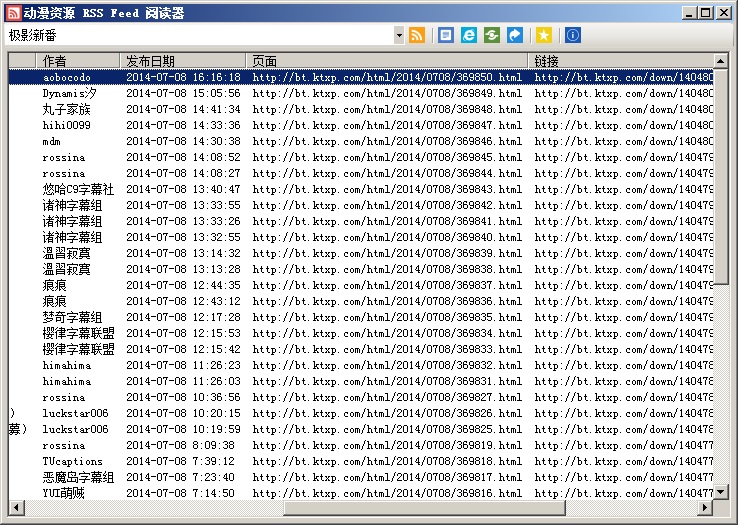 动漫资源 RSS Feed 阅读器
极影新番
作者 发布日期 页面 链接
aobocodo 2014-07-08 16:16:18 http://bt.ktxp.com/html/2014/0708/369850.html http://bt.ktxp.com/down/140480
Dynamis汐 2014-07-08 15:05:56 http://bt.ktxp.com/html/2014/0708/369849.html http://bt.ktxp.com/down/140480
丸子家族 2014-07-08 14:41:34 http://bt.ktxp.com/html/2014/0708/369848.html http://bt.ktxp.com/down/140480
hihi0099 2014-07-08 14:33:36 http://bt.ktxp.com/html/2014/0708/369847.html http://bt.ktxp.com/down/140480
mdm 2014-07-08 14:30:38 http://bt.ktxp.com/html/2014/0708/369846.html http://bt.ktxp.com/down/140480
rossina 2014-07-08 14:08:52 http://bt.ktxp.com/html/2014/0708/369845.html http://bt.ktxp.com/down/140479
rossina 2014-07-08 14:08:27 http://bt.ktxp.com/html/2014/0708/369844.html http://bt.ktxp.com/down/140479
悠哈C9字幕社 2014-07-08 13:40:47 http://bt.ktxp.com/html/2014/0708/369843.html http://bt.ktxp.com/down/140479
诸神字幕组 2014-07-08 13:33:55 http://bt.ktxp.com/html/2014/0708/369842.html http://bt.ktxp.com/down/140479
诸神字幕组 2014-07-08 13:33:26 http://bt.ktxp.com/html/2014/0708/369841.html http://bt.ktxp.com/down/140479
诸神字幕组 2014-07-08 13:32:55 http://bt.ktxp.com/html/2014/0708/369840.html http://bt.ktxp.com/down/140479
溫習寂寞 2014-07-08 13:14:32 http://bt.ktxp.com/html/2014/0708/369839.html http://bt.ktxp.com/down/140479
溫習寂寞 2014-07-08 13:13:28 http://bt.ktxp.com/html/2014/0708/369838.html http://bt.ktxp.com/down/140479
痕痕 2014-07-08 12:44:35 http://bt.ktxp.com/html/2014/0708/369837.html http://bt.ktxp.com/down/140479
痕痕 2014-07-08 12:43:12 http://bt.ktxp.com/html/2014/0708/369836.html http://bt.ktxp.com/down/140479
梦奇字幕组 2014-07-08 12:17:28 http://bt.ktxp.com/html/2014/0708/369835.html http://bt.ktxp.com/down/140479
樱律字幕联盟 2014-07-08 12:15:53 http://bt.ktxp.com/html/2014/0708/369834.html http://bt.ktxp.com/down/140479
樱律字幕联盟 2014-07-08 12:15:42 http://bt.ktxp.com/html/2014/0708/369833.html http://bt.ktxp.com/down/140479
himahima 2014-07-08 11:26:23 http://bt.ktxp.com/html/2014/0708/369832.html http://bt.ktxp.com/down/140478
himahima 2014-07-08 11:26:03 http://bt.ktxp.com/html/2014/0708/369831.html http://bt.ktxp.com/down/140478
rossina 2014-07-08 10:36:56 http://bt.ktxp.com/html/2014/0708/369827.html http://bt.ktxp.com/down/140478
) luckstar006 2014-07-08 10:20:15 http://bt.ktxp.com/html/2014/0708/369826.html http://bt.ktxp.com/down/140478
募) luckstar006 2014-07-08 10:19:59 http://bt.ktxp.com/html/2014/0708/369825.html http://bt.ktxp.com/down/140478
rossina 2014-07-08 8:09:38 http://bt.ktxp.com/html/2014/0708/369819.html http://bt.ktxp.com/down/140477
TUcaptions 2014-07-08 7:39:12 http://bt.ktxp.com/html/2014/0708/369818.html http://bt.ktxp.com/down/140477
恶魔岛字幕组 2014-07-08 7:23:40 http://bt.ktxp.com/html/2014/0708/369817.html http://bt.ktxp.com/down/140477
YUI萌贼 2014-07-08 7:14:50 http://bt.ktxp.com/html/2014/0708/369816.html http://bt.ktxp.com/down/140477